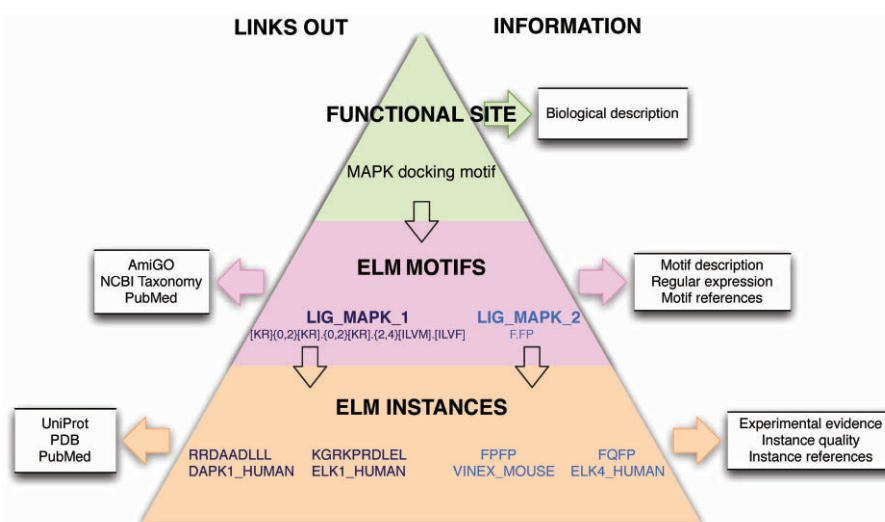 LINKS OUT
INFORMATION
FUNCTIONAL SITE
Biological description
MAPK docking motif
ELM MOTIFS
AmiGO
NCBI Taxonomy
PubMed
Motif description
Regular expression
Motif references
LIG_MAPK_1
[KR]{0,2}[KR].{0,2}[KR].{2,4}[ILVM].[ILVF]
LIG_MAPK_2
F.FP
ELM INSTANCES
UniProt
PDB
PubMed
Experimental evidence
Instance quality
Instance references
RRDAADLLL
DAPK1_HUMAN
KGRKPRDLEL
ELK1_HUMAN
FPFP
VINEX_MOUSE
FQFP
ELK4_HUMAN